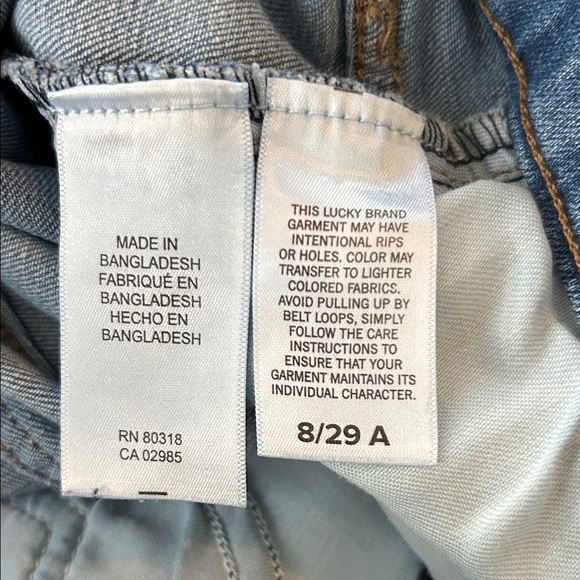 MADE IN
BANGLADESH
FABRIQUÉ EN
BANGLADESH
HECHO EN
BANGLADESH
RN 80318
CA 02985
THIS LUCKY BRAND
GARMENT MAY HAVE
INTENTIONAL RIPS
OR HOLES. COLOR MAY
TRANSFER TO LIGHTER
COLORED FABRICS.
AVOID PULLING UP BY
BELT LOOPS, SIMPLY
FOLLOW THE CARE
INSTRUCTIONS TO
ENSURE THAT YOUR
GARMENT MAINTAINS ITS
INDIVIDUAL CHARACTER.
8/29 A